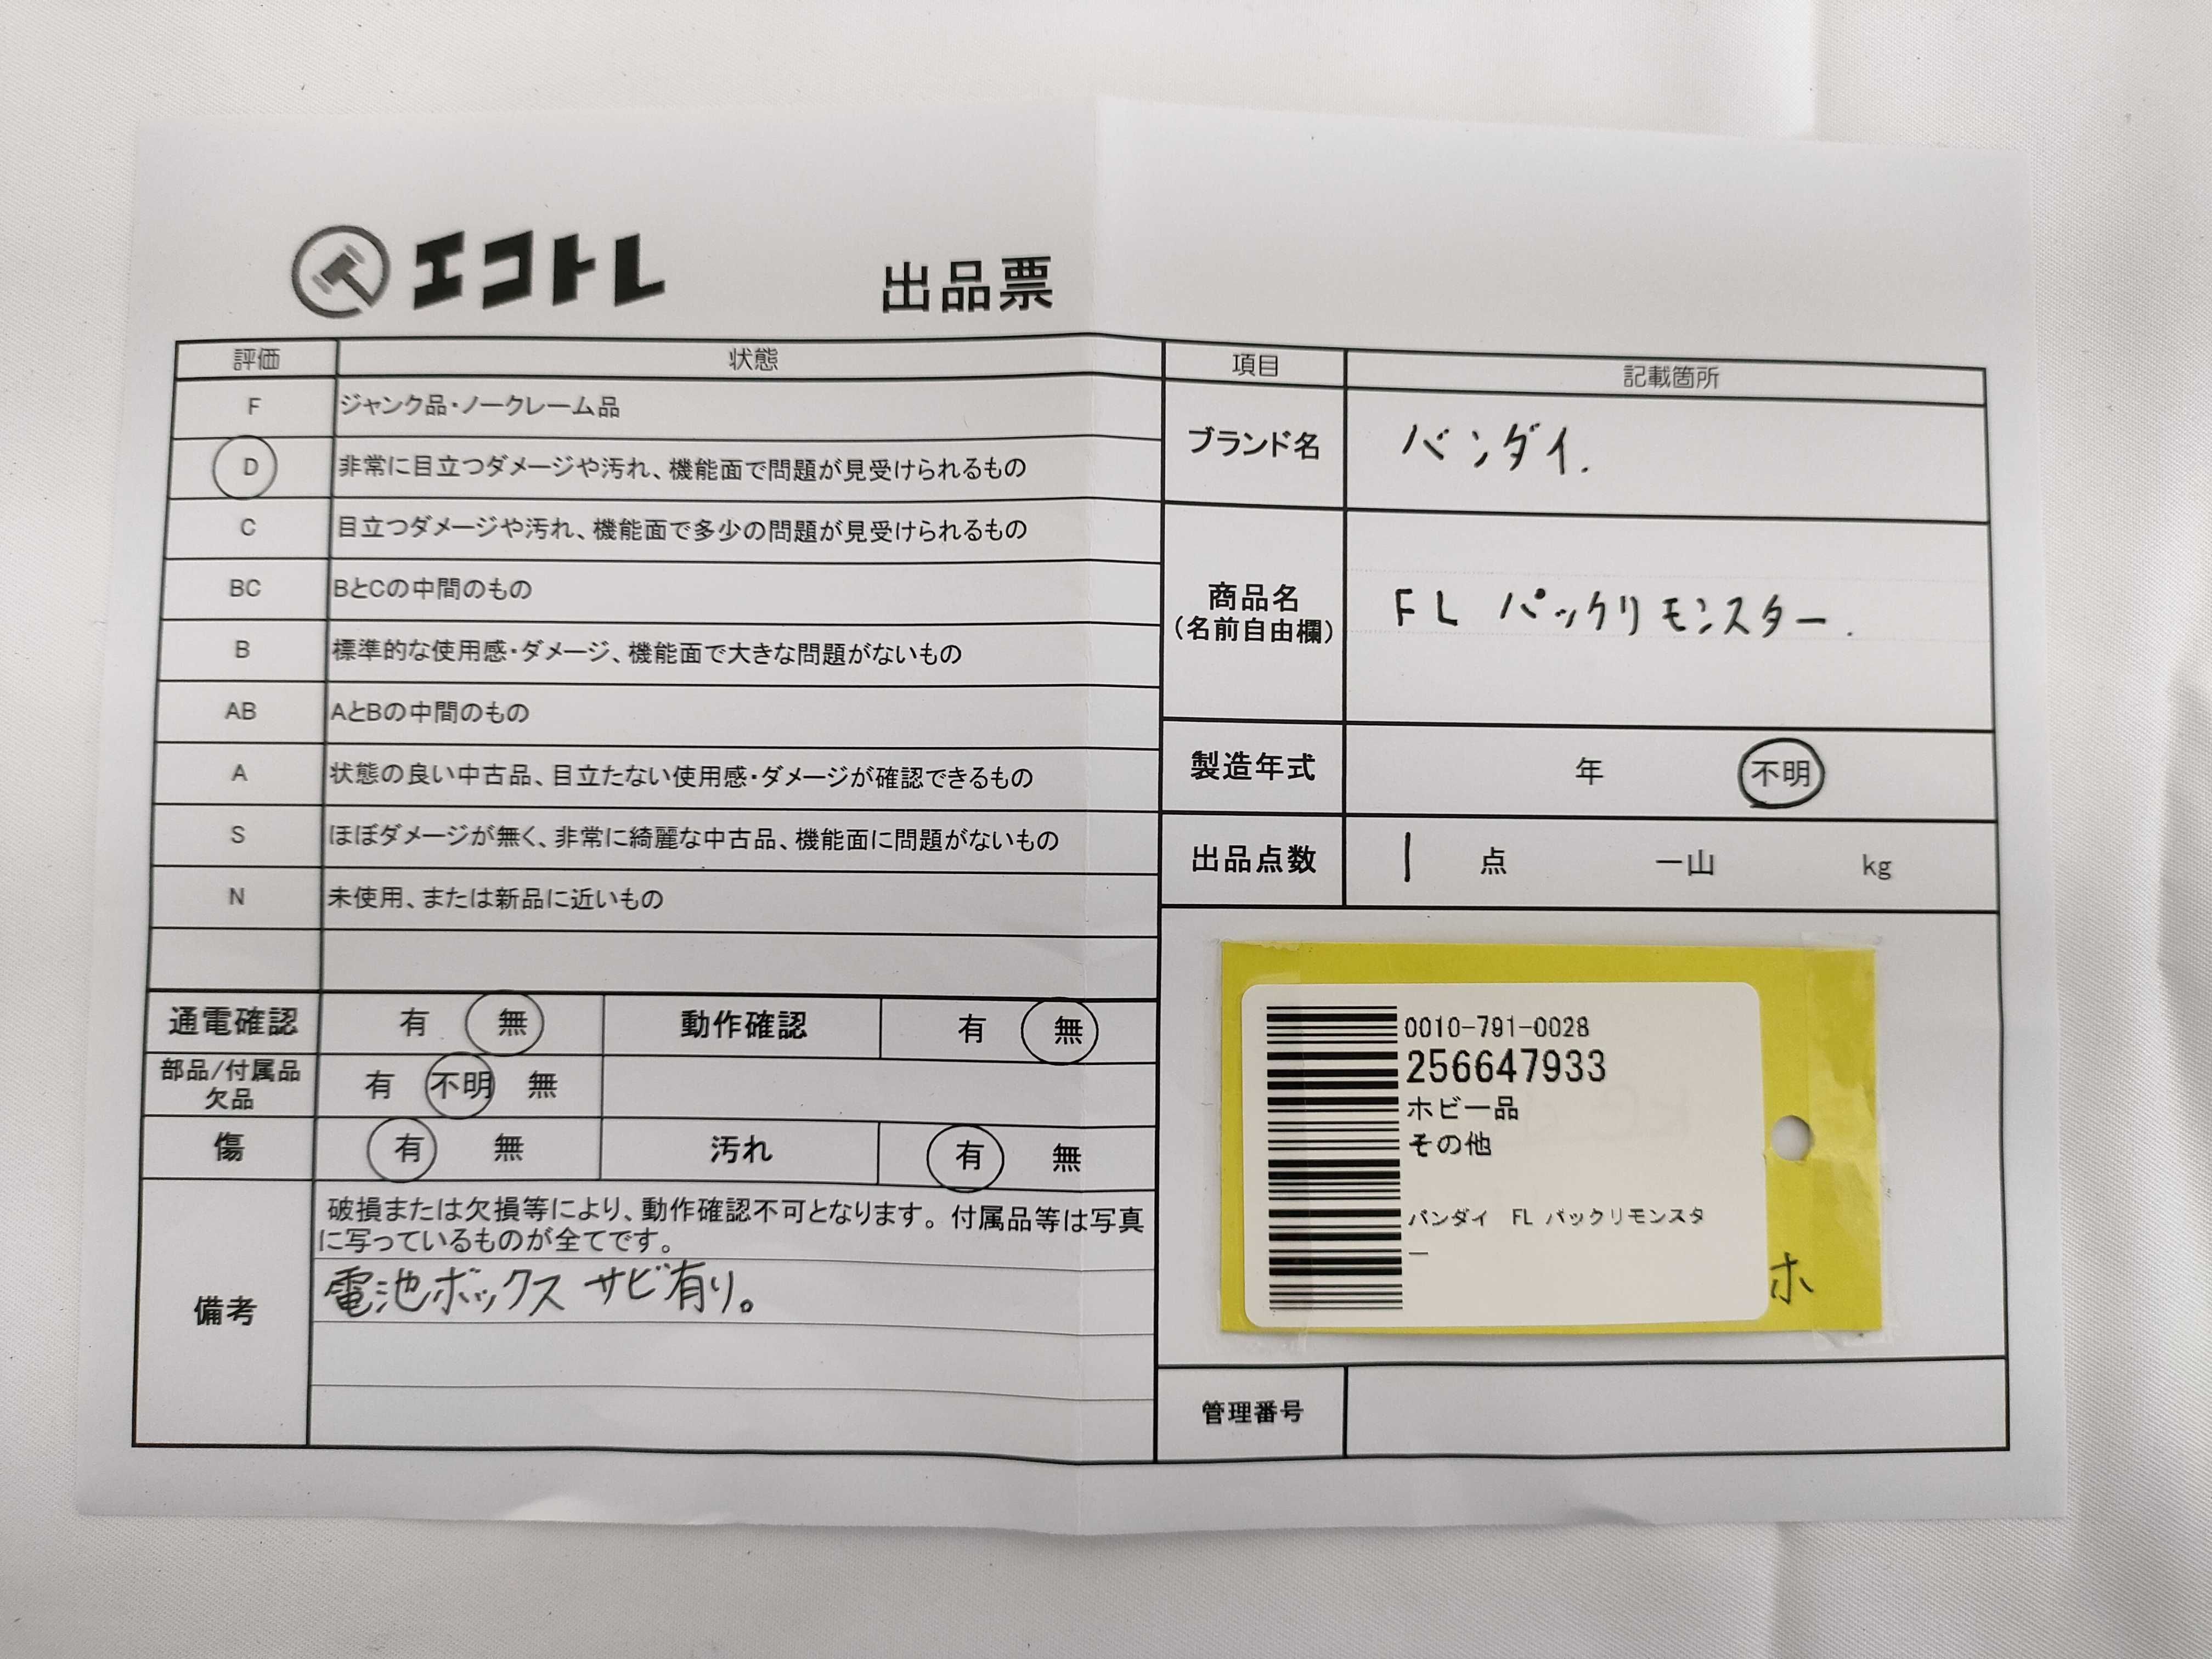 エコトレ 出品票
評価 状態
F ジャンク品・ノークレーム品
D 非常に目立つダメージや汚れ、機能面で問題が見受けられるもの
C 目立つダメージや汚れ、機能面で多少の問題が見受けられるもの
BC BとCの中間のもの
B 標準的な使用感・ダメージ、機能面で大きな問題がないもの
AB AとBの中間のもの
A 状態の良い中古品、目立たない使用感・ダメージが確認できるもの
S ほぼダメージが無く、非常に綺麗な中古品、機能面に問題がないもの
N 未使用、または新品に近いもの
通電確認 有 無 動作確認 有 無
部品/付属品
欠品
有 不明 無
傷 有 無 汚れ 有 無
備考
破損または欠損等により、動作確認不可となります。付属品等は写真
に写っているものが全てです。
電池ボックス サビ有り。
項目 記載箇所
ブランド名 バンダイ.
商品名
(名前自由欄)
FL パックリモンスター.
製造年式 年 不明
出品点数 1 点 一山 kg
0010-791-0028
256647933
ホビー品
その他
バンダイ FL パックリモンスタ
ー
ホ
管理番号